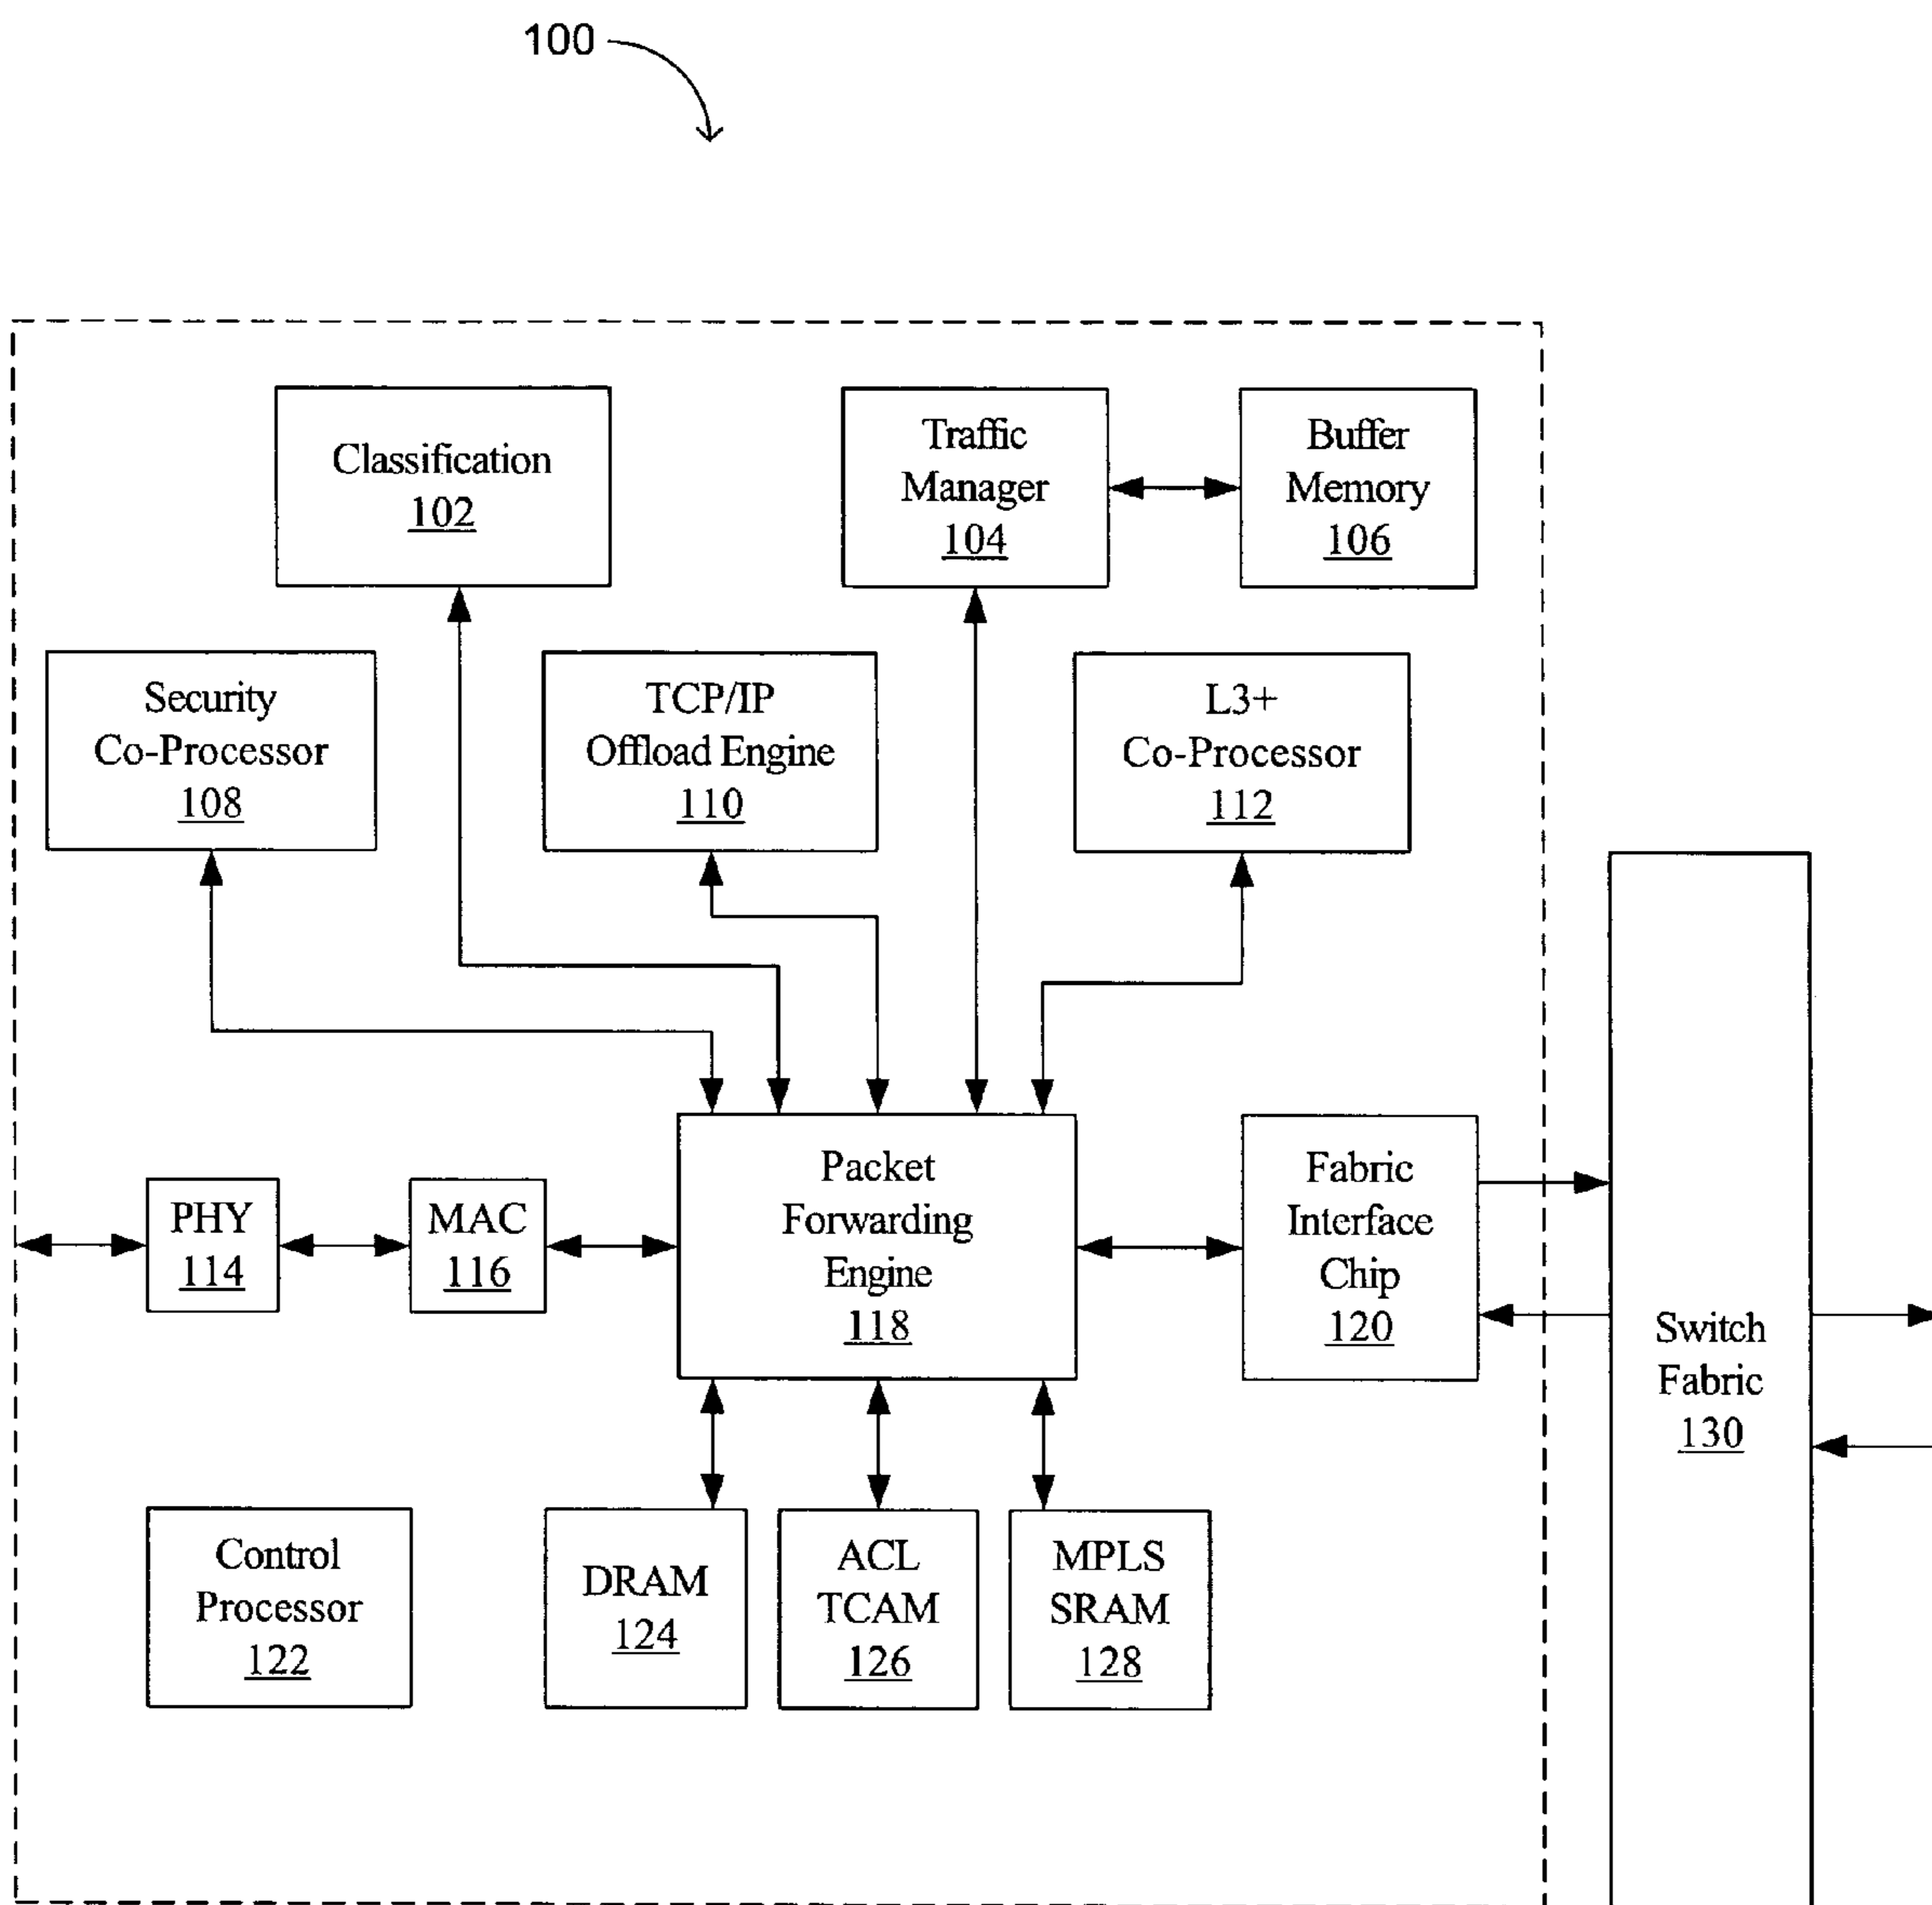 100
Classification
102
Traffic
Manager
104
Buffer
Memory
106
Security
Co-Processor
108
TCP/IP
Offload Engine
110
L3+
Co-Processor
112
PHY
114
MAC
116
Packet
Forwarding
Engine
118
Fabric
Interface
Chip
120
Switch
Fabric
130
Control
Processor
122
DRAM
124
ACL
TCAM
126
MPLS
SRAM
128